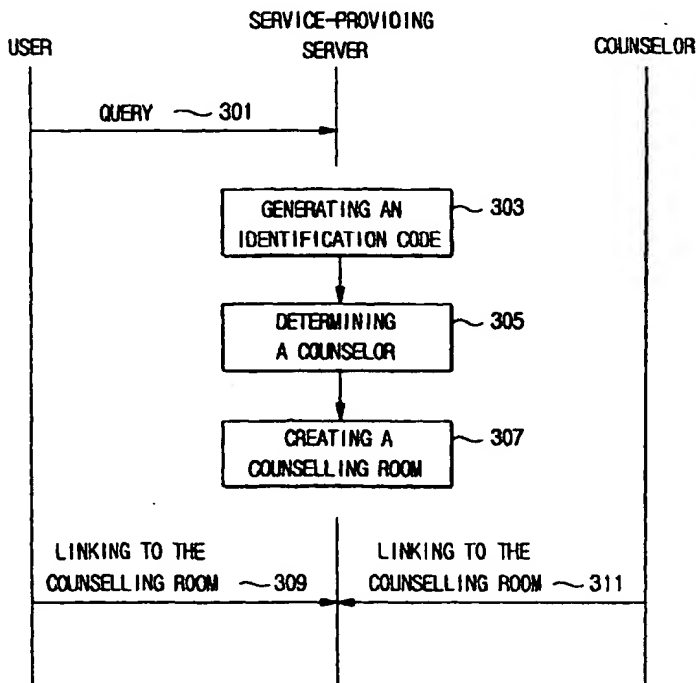 SERVICE-PROVIDING
SERVER
USER
COUNSELOR
QUERY ~ 301
GENERATING AN
IDENTIFICATION CODE
~ 303
DETERMINING
A COUNSELOR
~ 305
CREATING A
COUNSELLING ROOM
~ 307
LINKING TO THE
COUNSELLING ROOM ~ 309
LINKING TO THE
COUNSELLING ROOM ~ 311